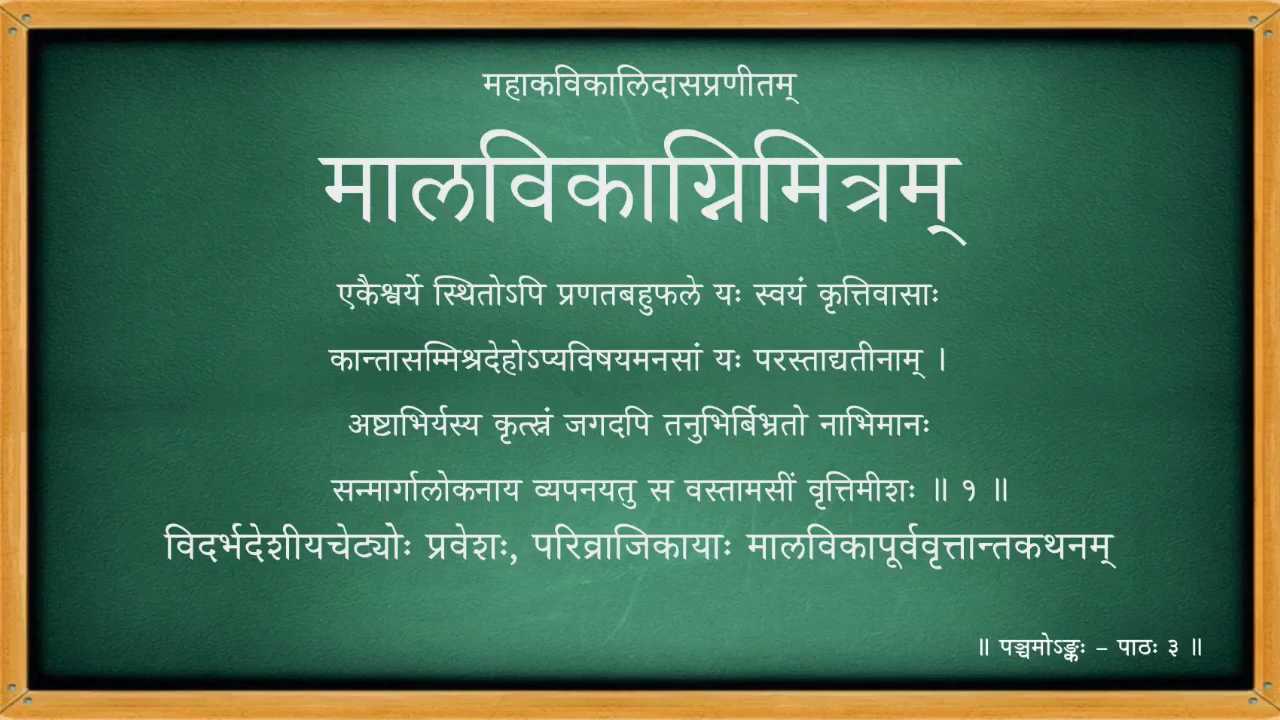 महाकविकालिदासप्रणीतम्
मालविकाग्निमित्रम्
एकैश्वर्ये स्थितोऽपि प्रणतबहुफले यः स्वयं कृत्तिवासाः
कान्तासम्मिश्रदेहोऽप्यविषयमनसां यः परस्ताद्यतीनाम् ।
अष्टाभिर्यस्य कृत्स्नं जगदपि तनुभिर्बिभ्रतो नाभिमानः
सन्मार्गालोकनाय व्यपनयतु स वस्तामसीं वृत्तिमीशः ॥ १ ॥
विदर्भदेशीयचेट्योः प्रवेशः, परिव्राजिकायाः मालविकापूर्ववृत्तान्तकथनम्
॥ पञ्चमोऽङ्कः – पाठः ३ ॥